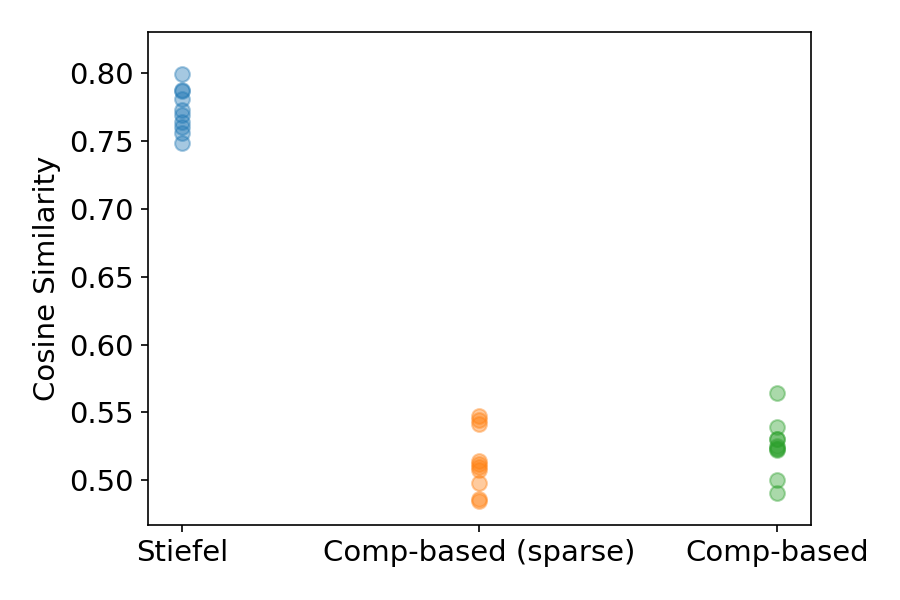 Cosine Similarity
0.80
0.75
0.70
0.65
0.60
0.55
0.50
Stiefel
Comp-based (sparse)
Comp-based